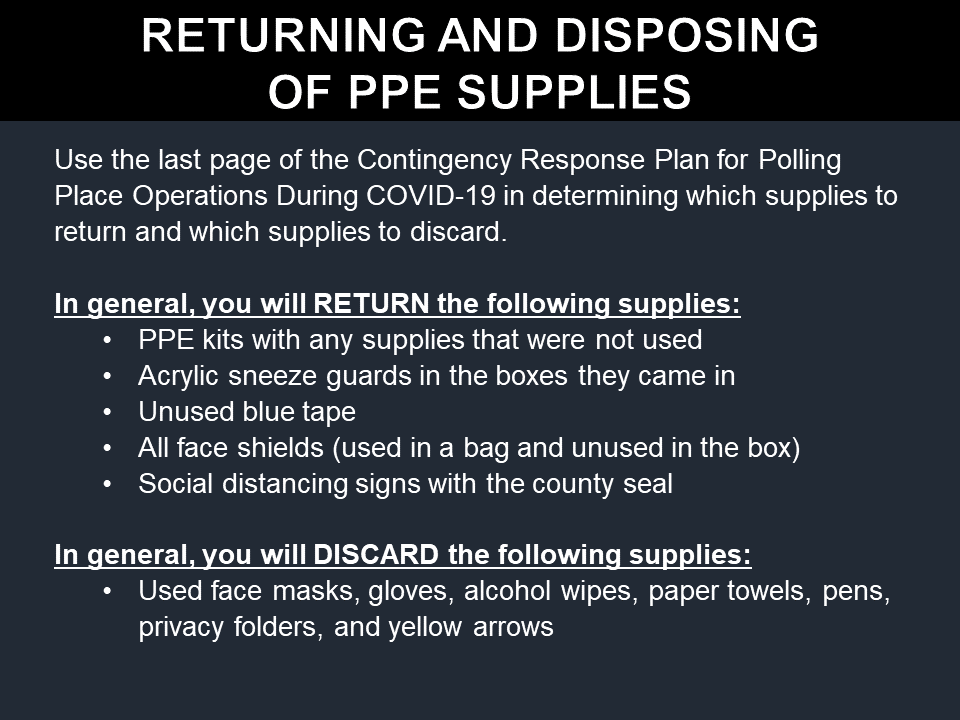 RETURNING AND DISPOSING
OF PPE SUPPLIES
Use the last page of the Contingency Response Plan for Polling
Place Operations During COVID-19 in determining which supplies to
return and which supplies to discard.
In general, you will RETURN the following supplies:
• PPE kits with any supplies that were not used
• Acrylic sneeze guards in the boxes they came in
• Unused blue tape
• All face shields (used in a bag and unused in the box)
• Social distancing signs with the county seal
In general, you will DISCARD the following supplies:
• Used face masks, gloves, alcohol wipes, paper towels, pens,
privacy folders, and yellow arrows